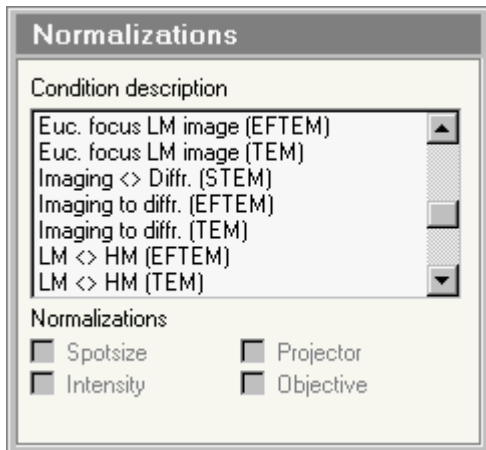 Normalizations
Condition description
Euc. focus LM image (EFTEM)
Euc. focus LM image (TEM)
Imaging <> Diffr. (STEM)
Imaging to diffr. (EFTEM)
Imaging to diffr. (TEM)
LM <> HM (EFTEM)
LM <> HM (TEM)
Normalizations
Spotsize Projector
Intensity Objective